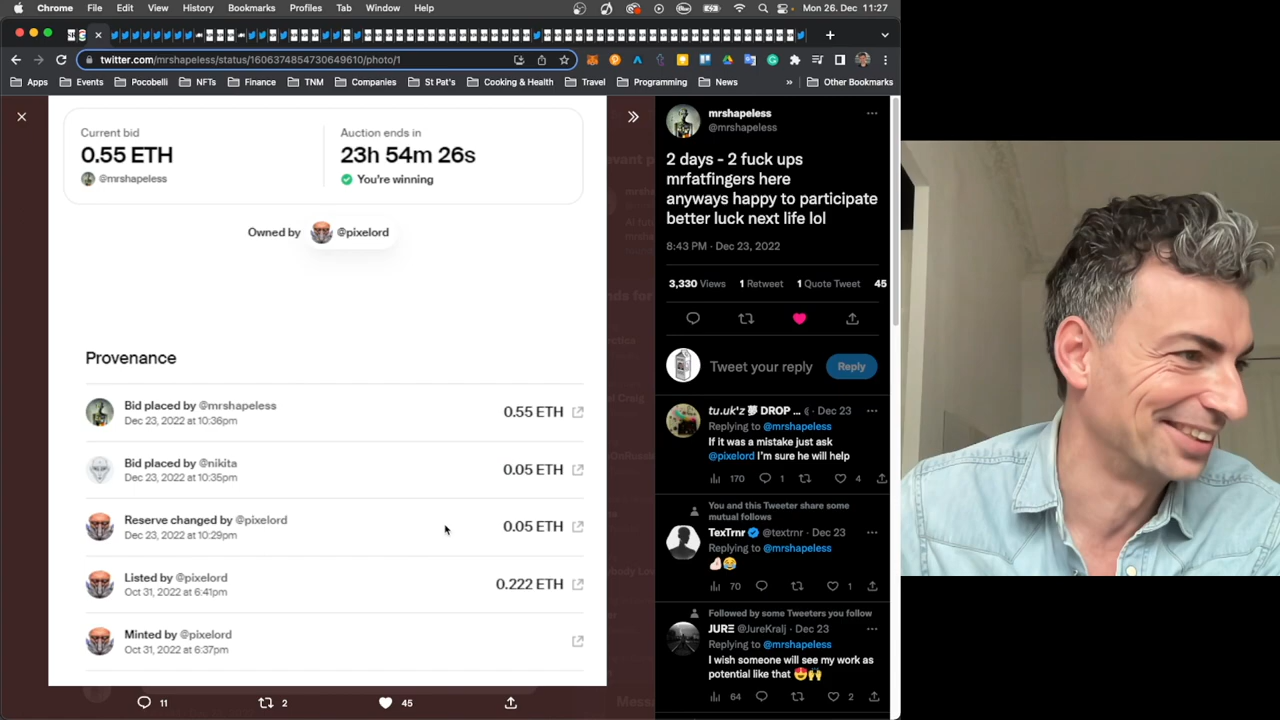 Chrome File Edit View History Bookmarks Profiles Tab Window Help
Mon 26. Dec 11:27
twitter.com/mrshapeless/status/1606374854730649610/photo/1
Apps Events Pocobelli NFTs Finance TNM Companies St Pat's Cooking & Health Travel Programming News » Other Bookmarks
Current bid
0.55 ETH
@mrshapeless
Auction ends in
23h 54m 26s
You're winning
Owned by @pixelord
Provenance
Bid placed by @mrshapeless
Dec 23, 2022 at 10:36pm
0.55 ETH
Bid placed by @nikita
Dec 23, 2022 at 10:35pm
0.05 ETH
Reserve changed by @pixelord
Dec 23, 2022 at 10:29pm
0.05 ETH
Listed by @pixelord
Oct 31, 2022 at 6:41pm
0.222 ETH
Minted by @pixelord
Oct 31, 2022 at 6:37pm
11 2 45
mrshapeless
@mrshapeless
2 days - 2 fuck ups
mrfatfingers here
anyways happy to participate
better luck next life lol
8:43 PM · Dec 23, 2022
3,330 Views 1 Retweet 1 Quote Tweet 45
Tweet your reply Reply
tu.uk'z 夢 DROP ... · Dec 23
Replying to @mrshapeless
If it was a mistake just ask
@pixelord I'm sure he will help
170 1 4
You and this Tweeter share some
mutual follows
TexTrnr @textrnr · Dec 23
Replying to @mrshapeless
70 1
Followed by some Tweeters you follow
JURΞ @JureKralj · Dec 23
Replying to @mrshapeless
I wish someone will see my work as
potential like that
64 2